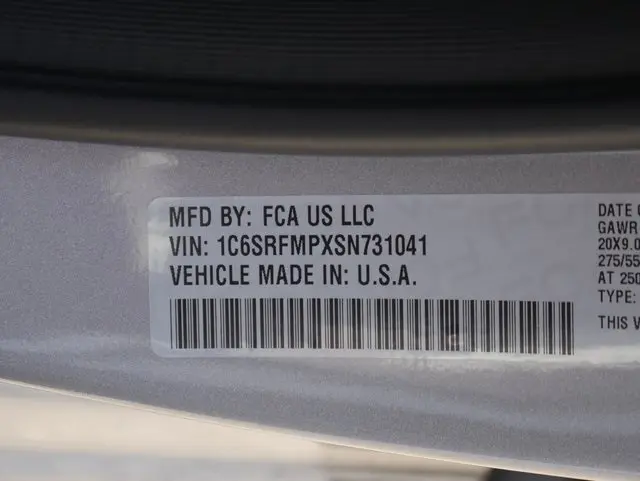 MFD BY: FCA US LLC
VIN: 1C6SRFMPXSN731041
VEHICLE MADE IN: U.S.A.
DATE
GAWR
20X9.0
275/55
AT 250
TYPE:
THIS V